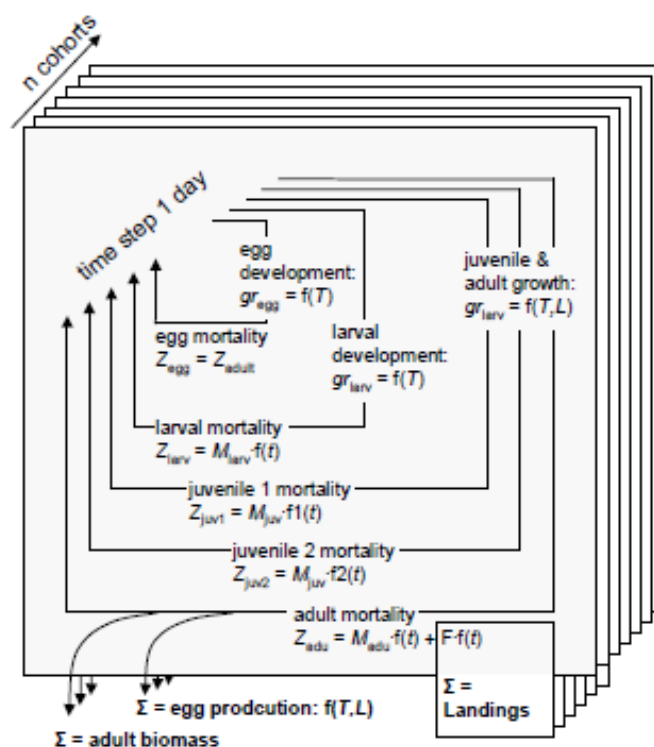 n cohorts
time step 1 day
egg
development:
gr_egg = f(T)
juvenile &
adult growth:
gr_larv = f(T,L)
egg mortality
Z_egg = Z_adult
larval
development:
gr_larv = f(T)
larval mortality
Z_larv = M_larv·f(t)
juvenile 1 mortality
Z_juv1 = M_juv·f1(t)
juvenile 2 mortality
Z_juv2 = M_juv·f2(t)
adult mortality
Z_adu = M_adu·f(t) + F·f(t)
Σ =
Landings
Σ = egg prodcution: f(T,L)
Σ = adult biomass